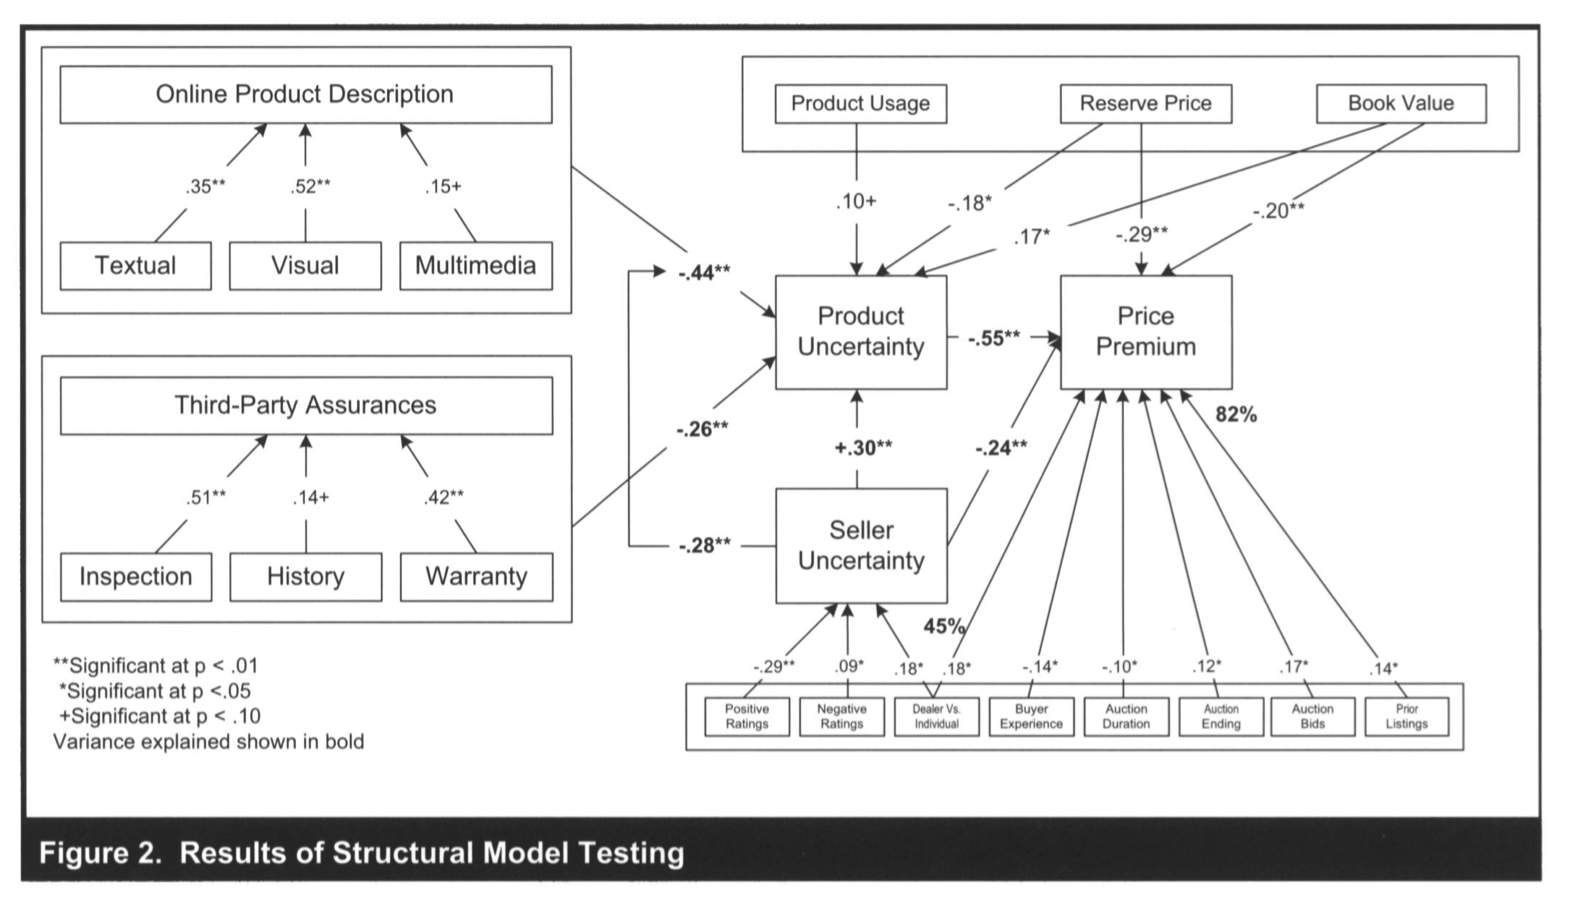 Online Product Description
.35**
.52**
.15+
Textual
Visual
Multimedia
Third-Party Assurances
.51**
.14+
.42**
Inspection
History
Warranty
Product Usage
Reserve Price
Book Value
.10+
-.18*
.17*
-.29**
-.20**
-.44**
Product
Uncertainty
-.55**
Price
Premium
82%
-.26**
+.30**
-.24**
-.28**
Seller
Uncertainty
45%
-.29**
.09*
.18*
.18*
-.14*
-.10*
.12*
.17*
.14*
Positive
Ratings
Negative
Ratings
Dealer Vs.
Individual
Buyer
Experience
Auction
Duration
Auction
Ending
Auction
Bids
Prior
Listings
**Significant at p < .01
*Significant at p <.05
+Significant at p < .10
Variance explained shown in bold
Figure 2. Results of Structural Model Testing